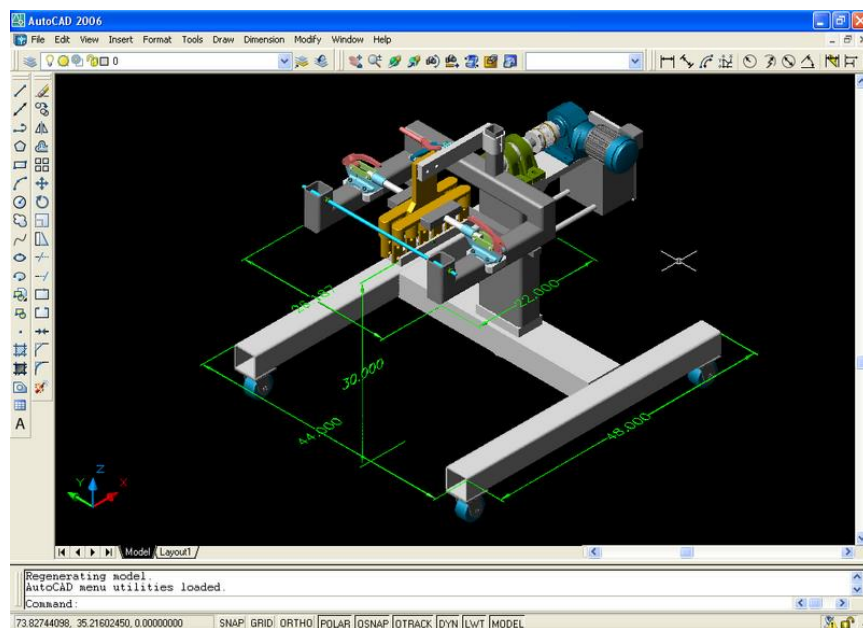 AutoCAD 2006
File Edit View Insert Format Tools Draw Dimension Modify Window Help
0
22.000
30.000
44.000
48.000
Z
Y X
A
Model Layout1
Regenerating model.
AutoCAD menu utilities loaded.
Command:
73.82744098, 35.21602450, 0.00000000 SNAP GRID ORTHO POLAR OSNAP OTRACK DYN LWT MODEL